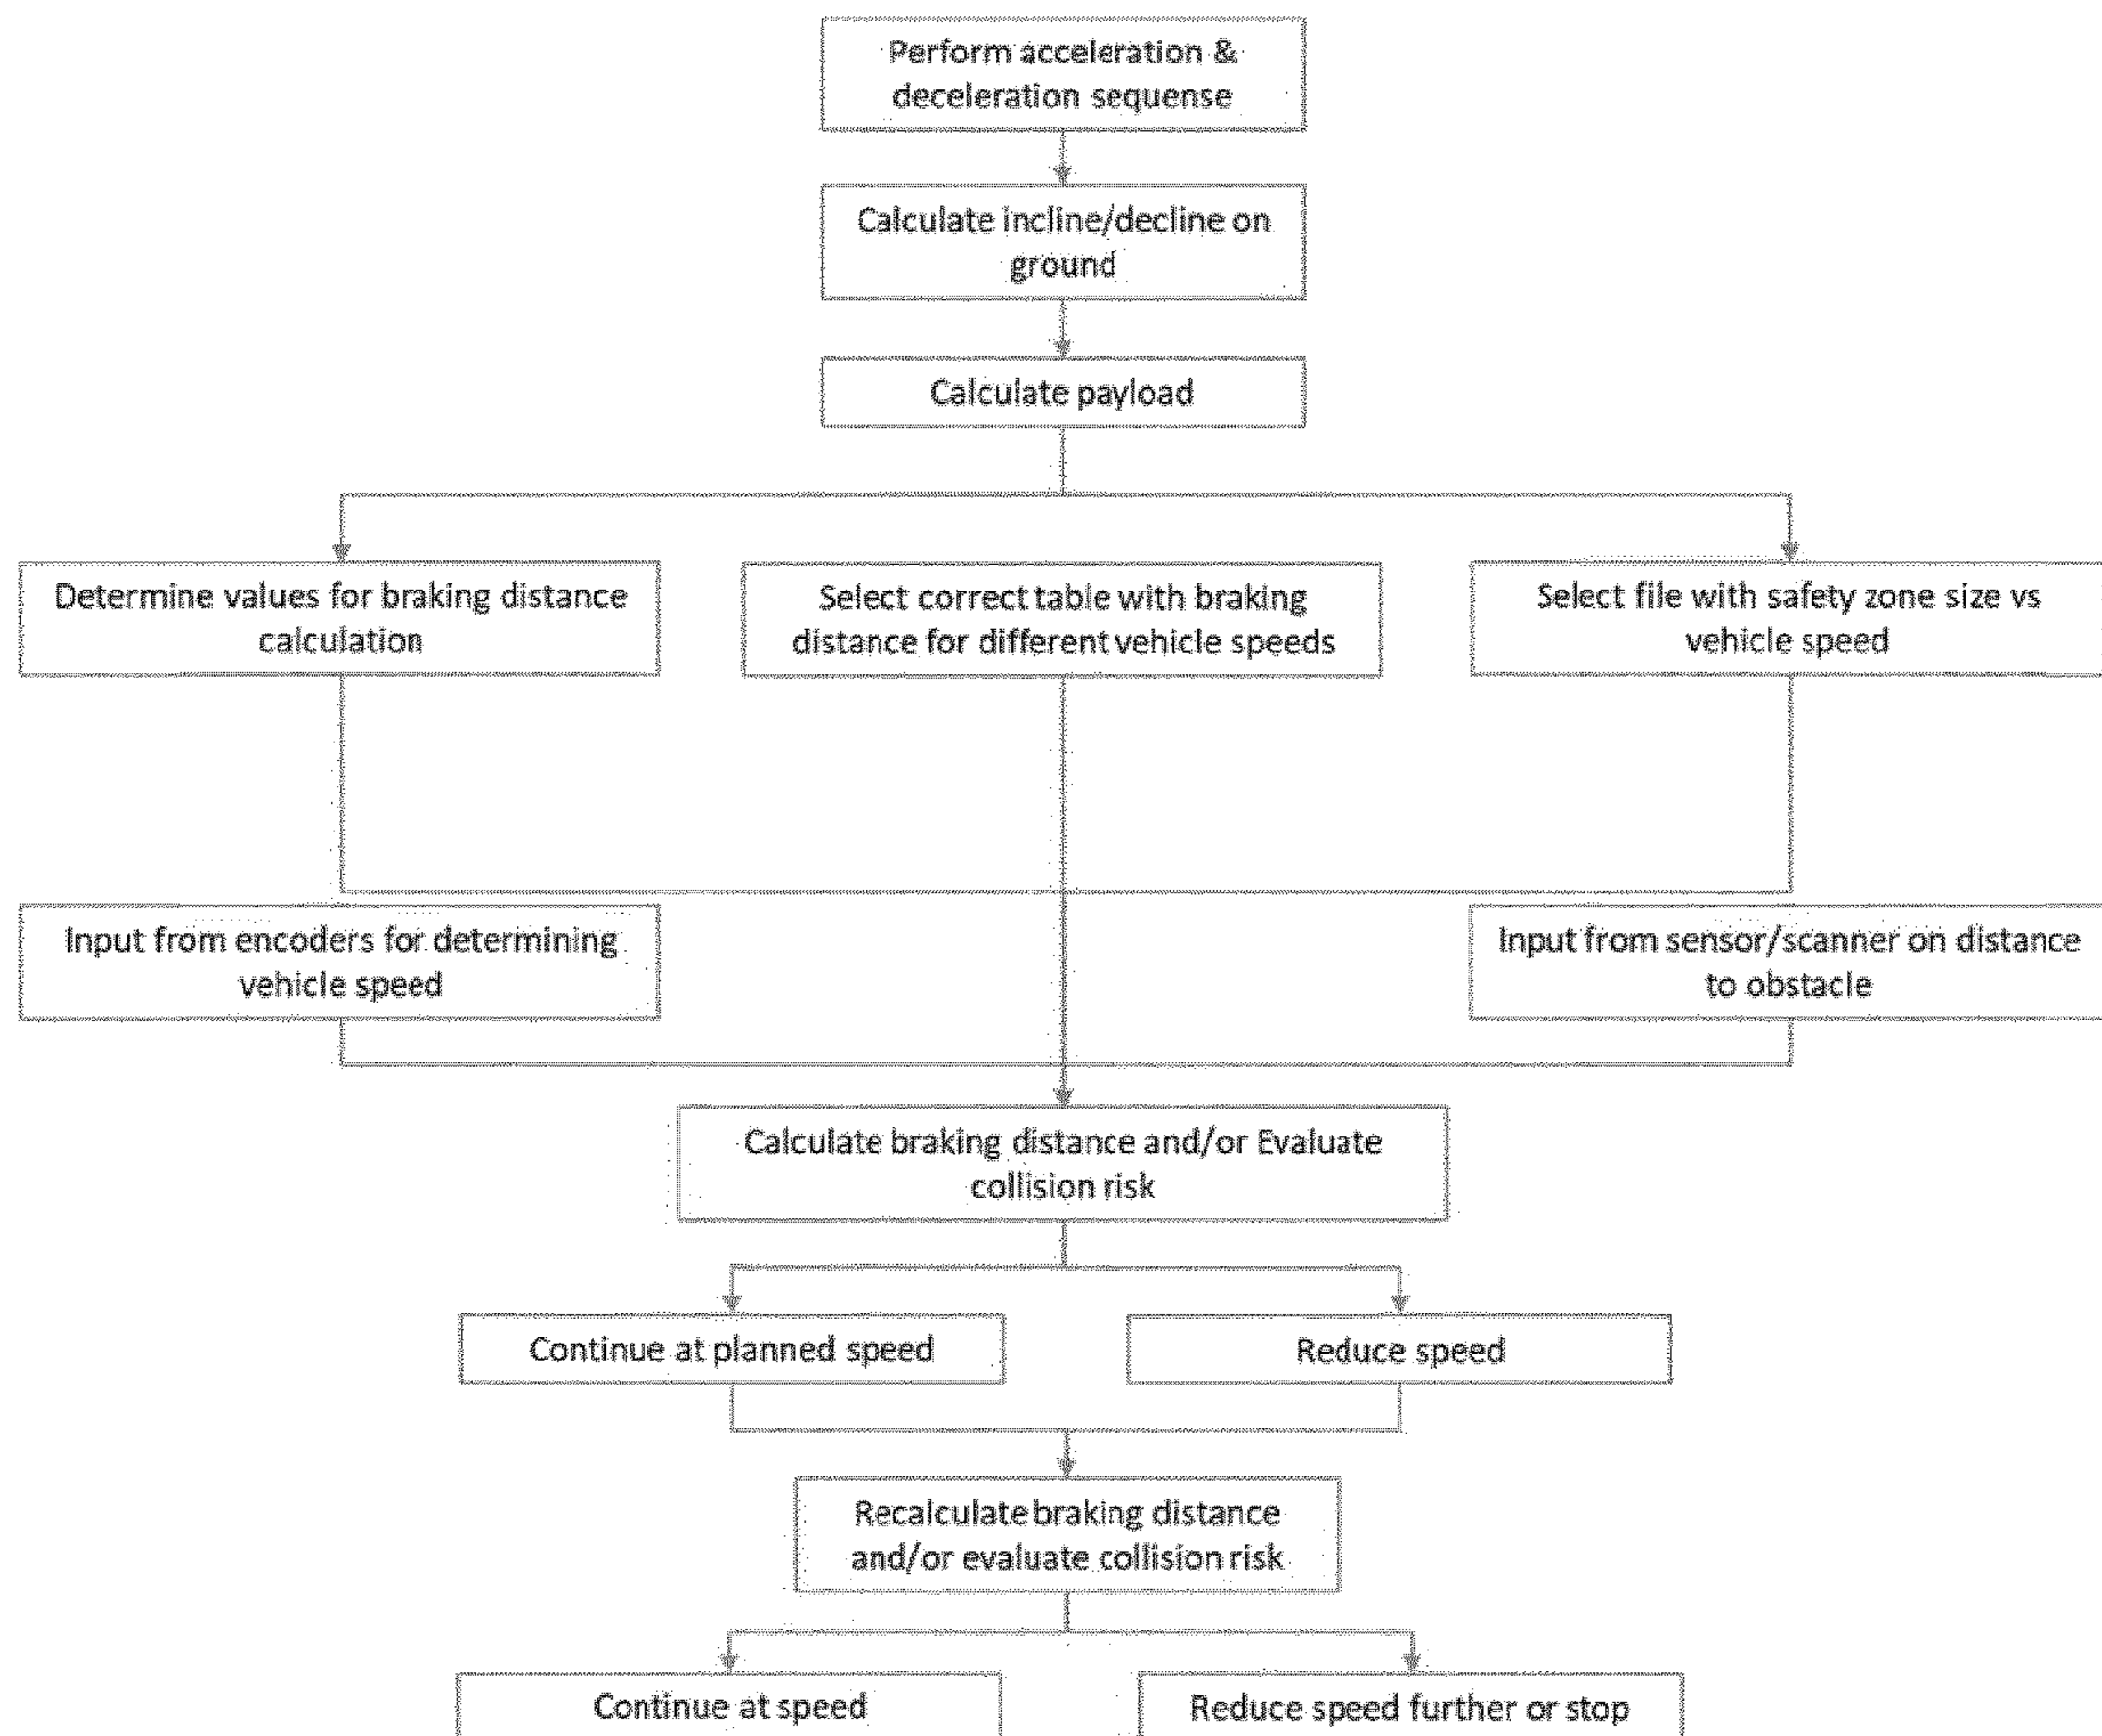 Perform acceleration &
deceleration sequense
Calculate incline/decline on
ground
Calculate payload
Determine values for braking distance
calculation
Select correct table with braking
distance for different vehicle speeds
Select file with safety zone size vs
vehicle speed
Input from encoders for determining
vehicle speed
Input from sensor/scanner on distance
to obstacle
Calculate braking distance and/or Evaluate
collision risk
Continue at planned speed
Reduce speed
Recalculate braking distance
and/or evaluate collision risk
Continue at speed
Reduce speed further or stop